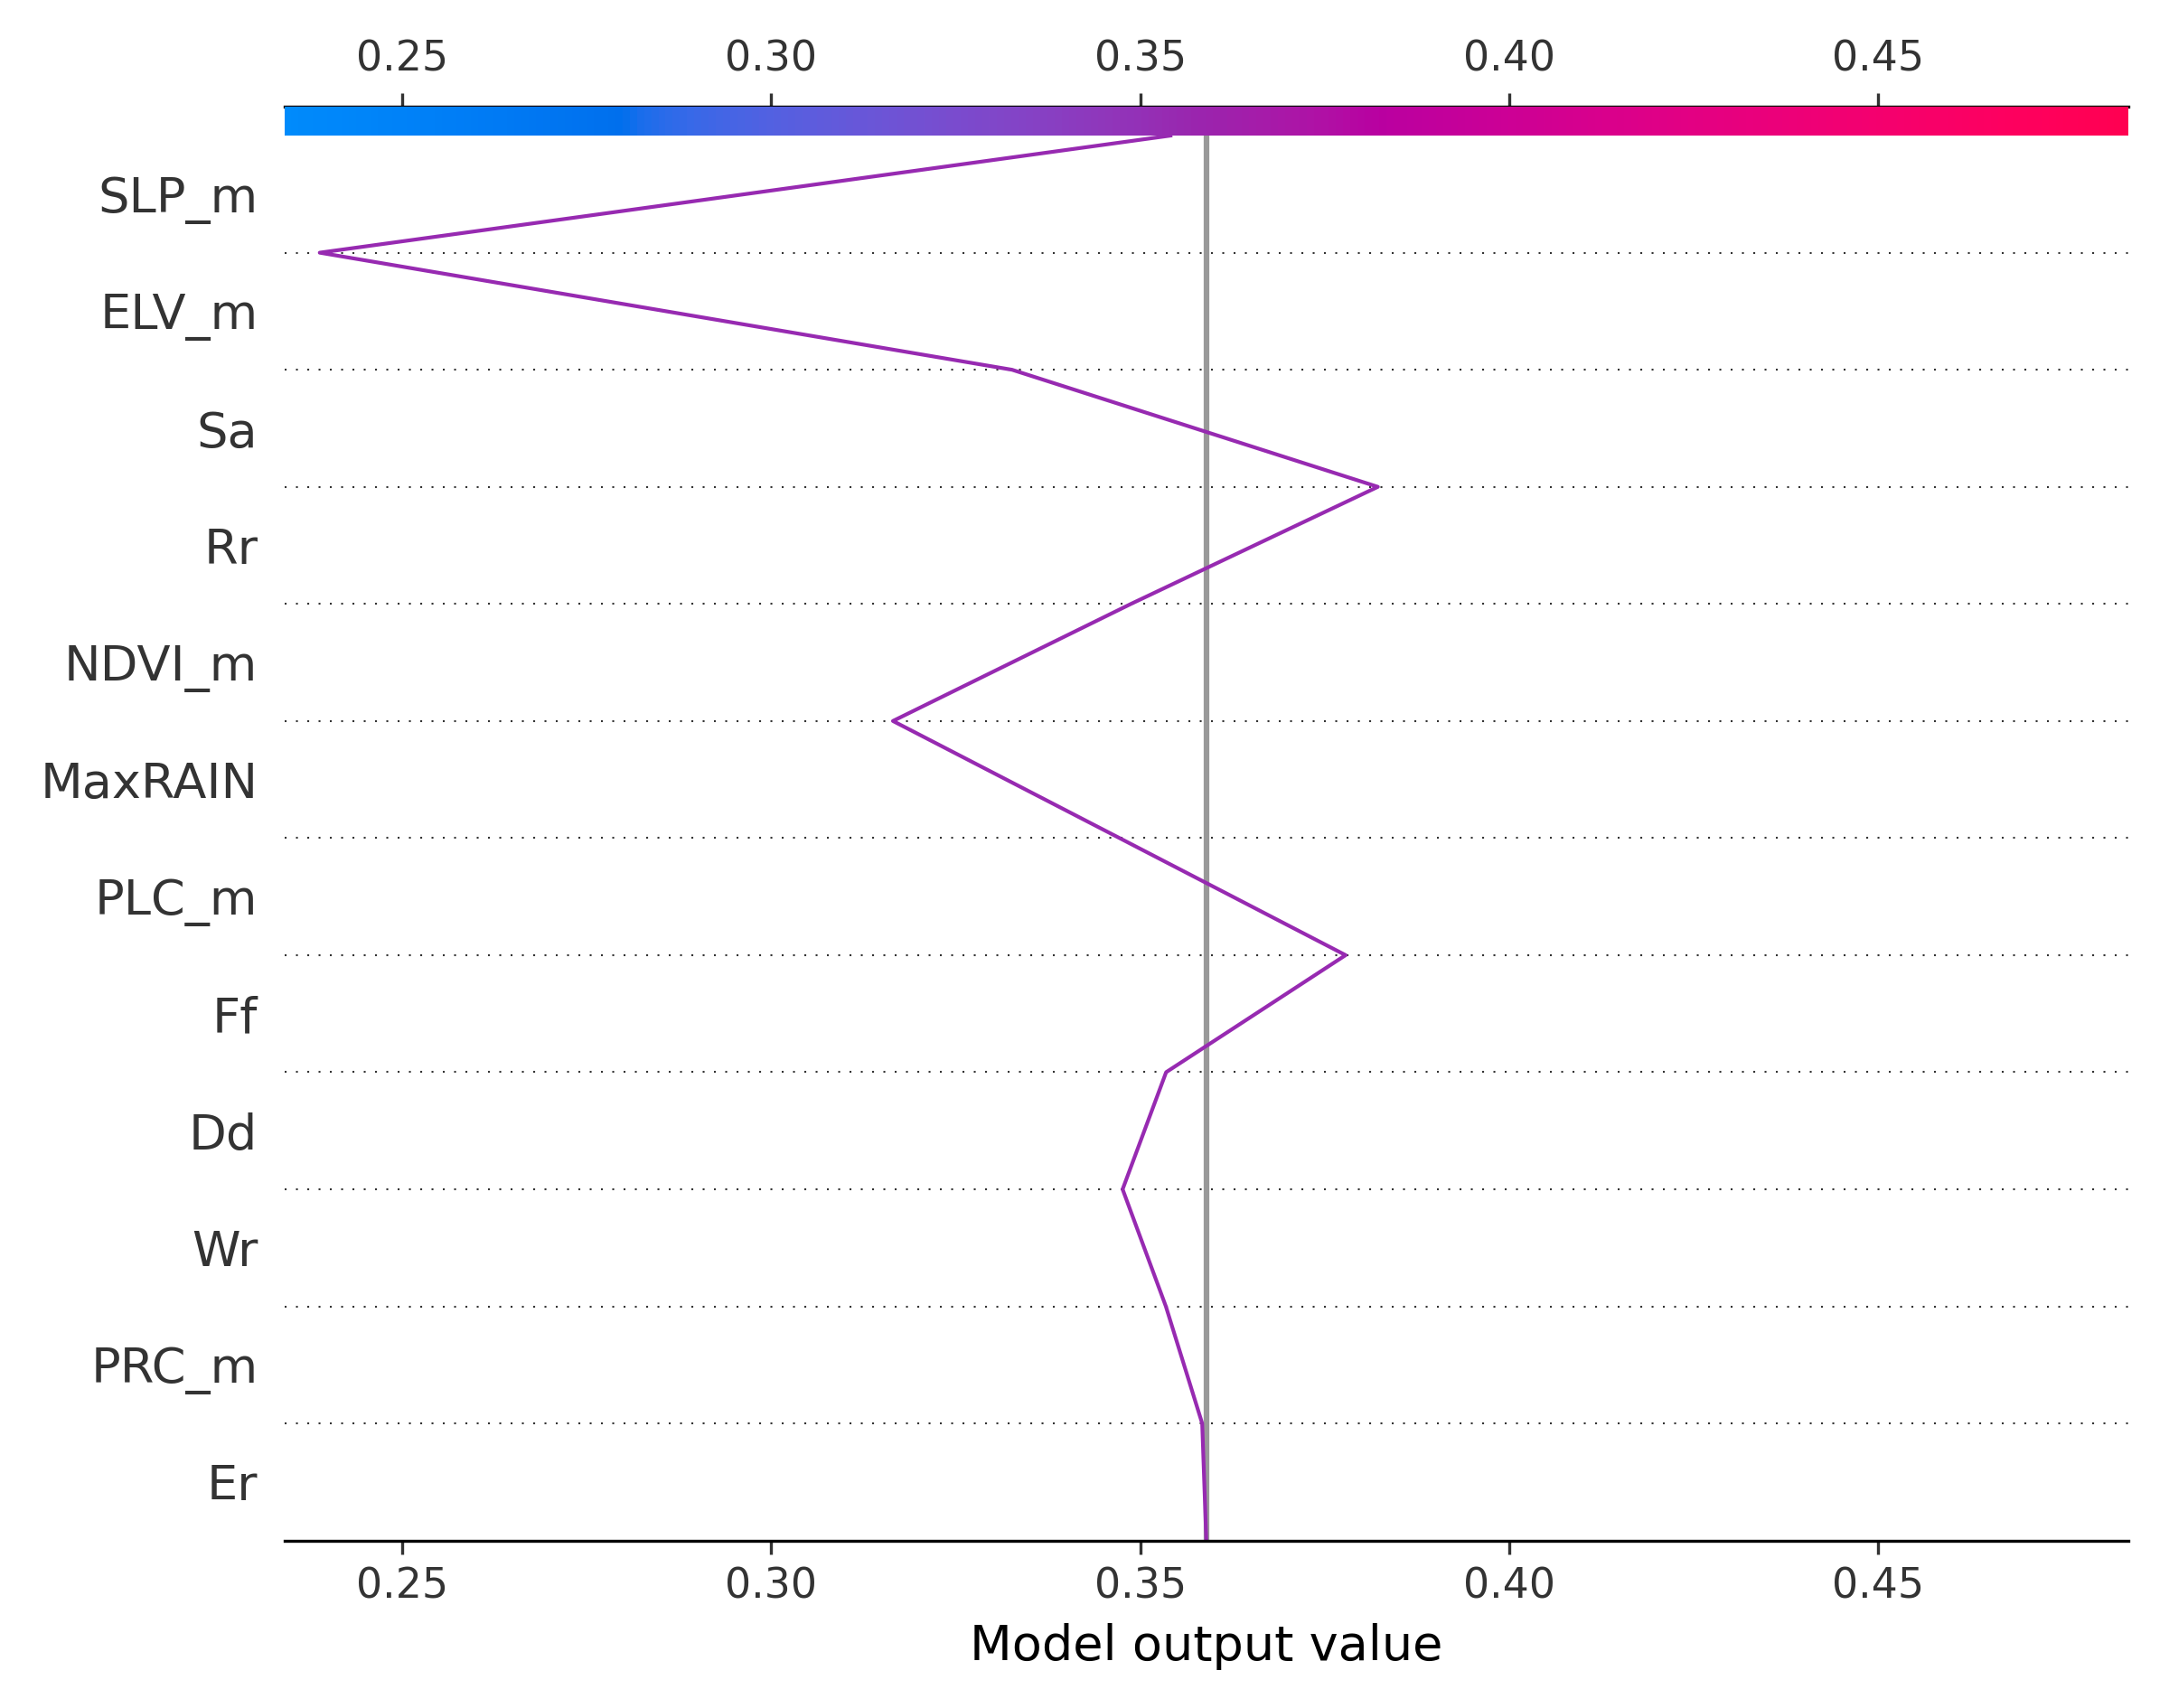 0.25 0.30 0.35 0.40 0.45
SLP_m
ELV_m
Sa
Rr
NDVI_m
MaxRAIN
PLC_m
Ff
Dd
Wr
PRC_m
Er
0.25 0.30 0.35 0.40 0.45
Model output value